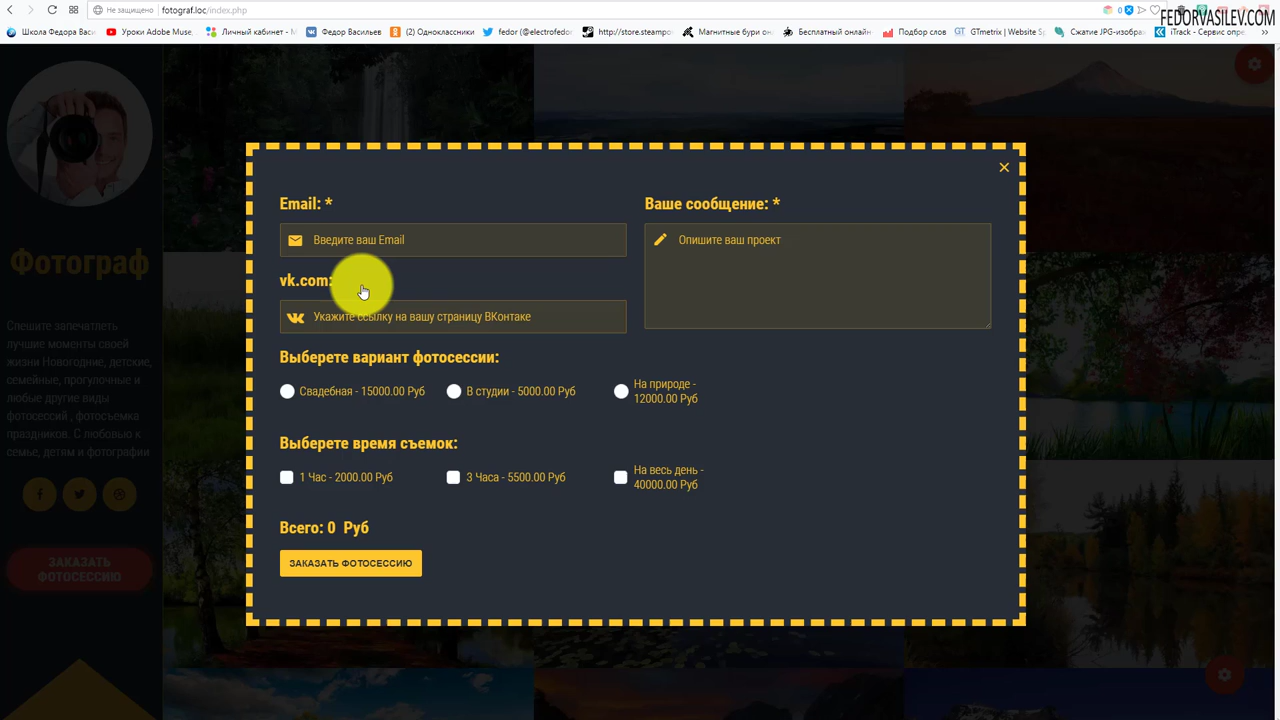 Не защищено
fotograf.loc/index.php
0
FEDORVASILEV.COM
Школа Федора Васи
Уроки Adobe Muse,
Личный кабинет - М
Федор Васильев
(2) Одноклассники
fedor (@electrofedo
http://store.steampo
Магнитные бури он
Бесплатный онлайн-
Подбор слов
GTmetrix | Website Sp
Сжатие JPG-изобра
iTrack - Сервис опре
Фотограф
Спешите запечатлеть
лучшие моменты своей
жизни Новогодние, детские,
семейные, прогулочные и
любые другие виды
фотосессий , фотосъемка
праздников. С любовью к
семье, детям и фотографии
ЗАКАЗАТЬ
ФОТОСЕССИЮ
Email: *
Введите ваш Email
vk.com:
Укажите ссылку на вашу страницу ВКонтаке
Ваше сообщение: *
Опишите ваш проект
Выберете вариант фотосессии:
Свадебная - 15000.00 Руб
В студии - 5000.00 Руб
На природе -
12000.00 Руб
Выберете время съемок:
1 Час - 2000.00 Руб
3 Часа - 5500.00 Руб
На весь день -
40000.00 Руб
Всего: 0 Руб
ЗАКАЗАТЬ ФОТОСЕССИЮ